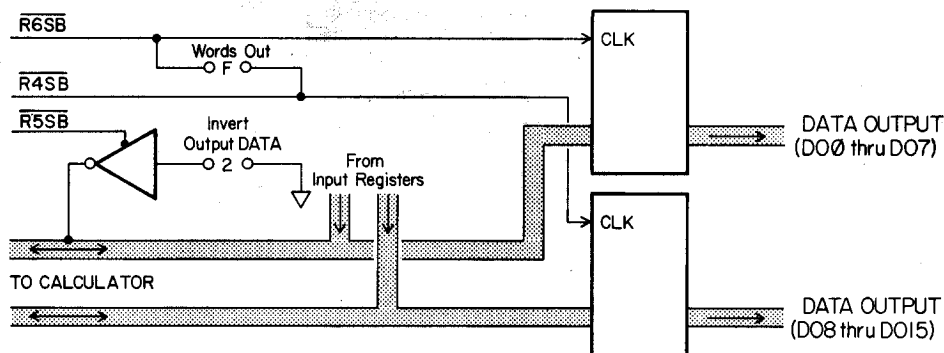 R6SB
CLK
Words Out
F
R4SB
R5SB
Invert
Output DATA
2
From
Input Registers
DATA OUTPUT
(DOØ thru DO7)
CLK
TO CALCULATOR
DATA OUTPUT
(DO8 thru DO15)